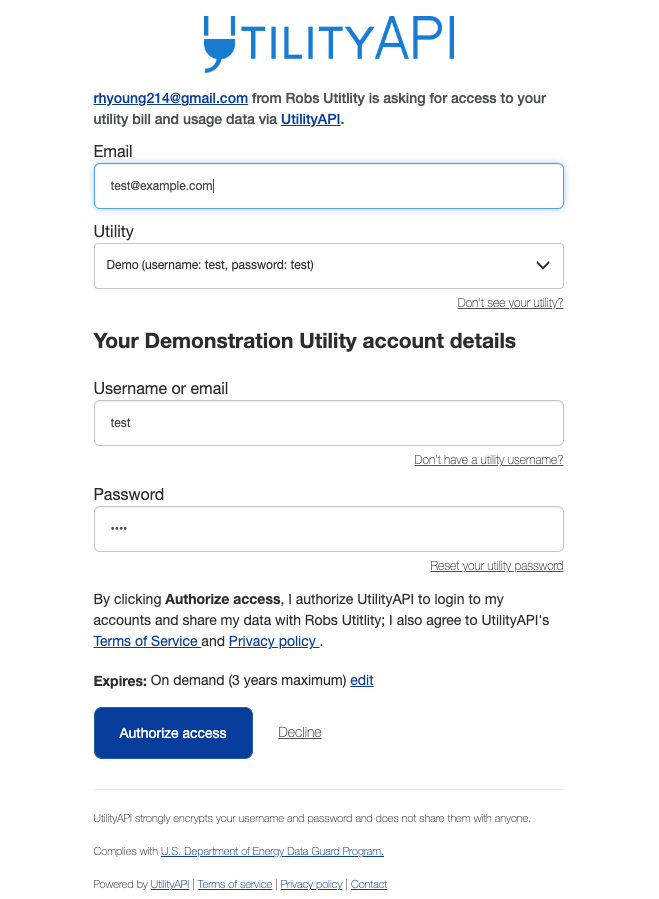 UTILITYAPI
rhyoung214@gmail.com from Robs Utitlity is asking for access to your
utility bill and usage data via UtilityAPI.
Email
test@example.com
Utility
Demo (username: test, password: test)
Don't see your utility?
Your Demonstration Utility account details
Username or email
test
Don't have a utility username?
Password
••••
Reset your utility password
By clicking Authorize access, I authorize UtilityAPI to login to my
accounts and share my data with Robs Utitlity; I also agree to UtilityAPI's
Terms of Service and Privacy policy .
Expires: On demand (3 years maximum) edit
Authorize access Decline
UtilityAPI strongly encrypts your username and password and does not share them with anyone.
Complies with U.S. Department of Energy Data Guard Program.
Powered by UtilityAPI | Terms of service | Privacy policy | Contact